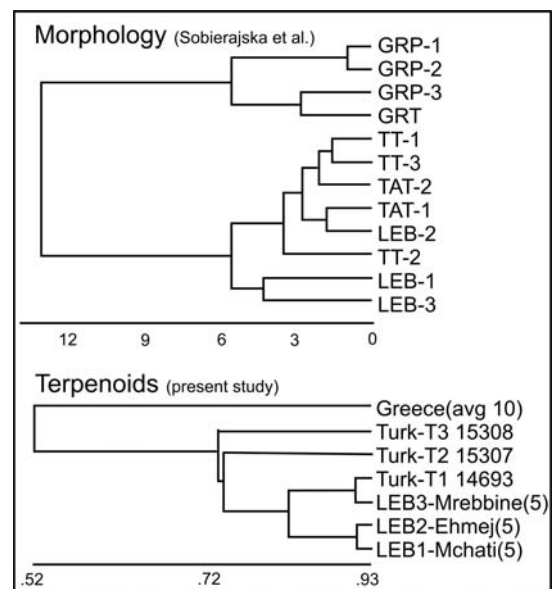 Morphology (Sobierajska et al.)
GRP-1
GRP-2
GRP-3
GRT
TT-1
TT-3
TAT-2
TAT-1
LEB-2
TT-2
LEB-1
LEB-3
12 9 6 3 0
Terpenoids (present study)
Greece(avg 10)
Turk-T3 15308
Turk-T2 15307
Turk-T1 14693
LEB3-Mrebbine(5)
LEB2-Ehmej(5)
LEB1-Mchati(5)
.52 .72 .93